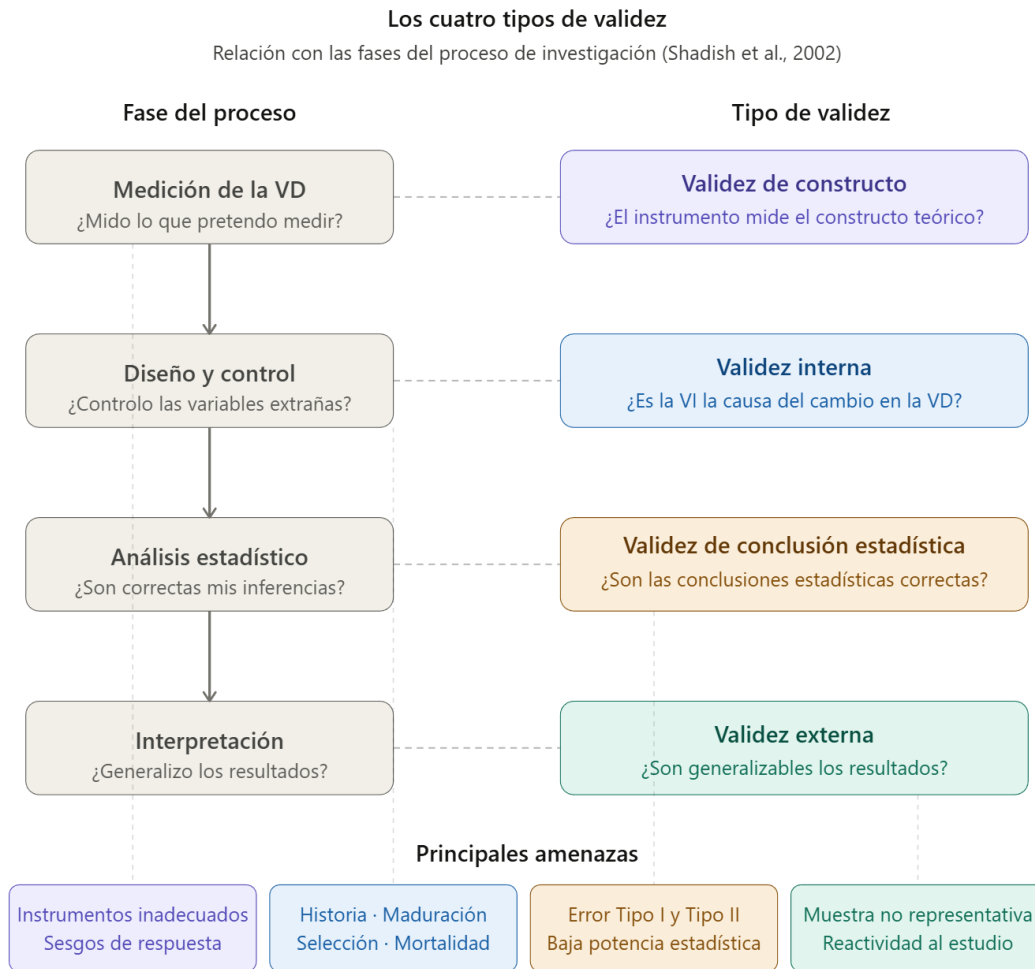 Los cuatro tipos de validez
Relación con las fases del proceso de investigación (Shadish et al., 2002)
Fase del proceso
Tipo de validez
Medición de la VD
¿Mido lo que pretendo medir?
Validez de constructo
¿El instrumento mide el constructo teórico?
Diseño y control
¿Controlo las variables extrañas?
Validez interna
¿Es la VI la causa del cambio en la VD?
Análisis estadístico
¿Son correctas mis inferencias?
Validez de conclusión estadística
¿Son las conclusiones estadísticas correctas?
Interpretación
¿Generalizo los resultados?
Validez externa
¿Son generalizables los resultados?
Principales amenazas
Instrumentos inadecuados
Sesgos de respuesta
Historia · Maduración
Selección · Mortalidad
Error Tipo I y Tipo II
Baja potencia estadística
Muestra no representativa
Reactividad al estudio